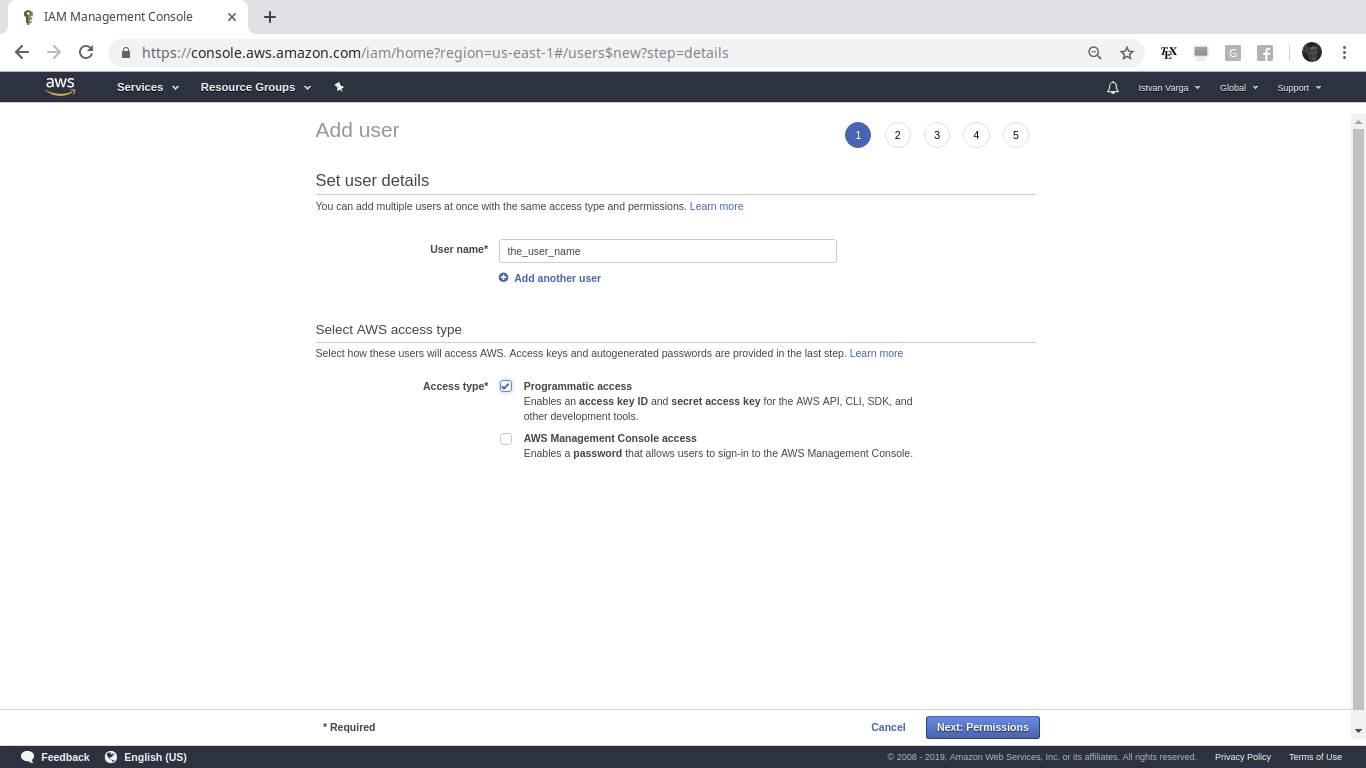 IAM Management Console
https://console.aws.amazon.com/iam/home?region=us-east-1#/users$new?step=details
TEX
G
aws
Services
Resource Groups
Istvan Varga
Global
Support
Add user
1
2
3
4
5
Set user details
You can add multiple users at once with the same access type and permissions. Learn more
User name*
the_user_name
Add another user
Select AWS access type
Select how these users will access AWS. Access keys and autogenerated passwords are provided in the last step. Learn more
Access type*
Programmatic access
Enables an access key ID and secret access key for the AWS API, CLI, SDK, and
other development tools.
AWS Management Console access
Enables a password that allows users to sign-in to the AWS Management Console.
* Required
Cancel
Next: Permissions
Feedback
English (US)
© 2008 - 2019, Amazon Web Services, Inc. or its affiliates. All rights reserved.
Privacy Policy
Terms of Use